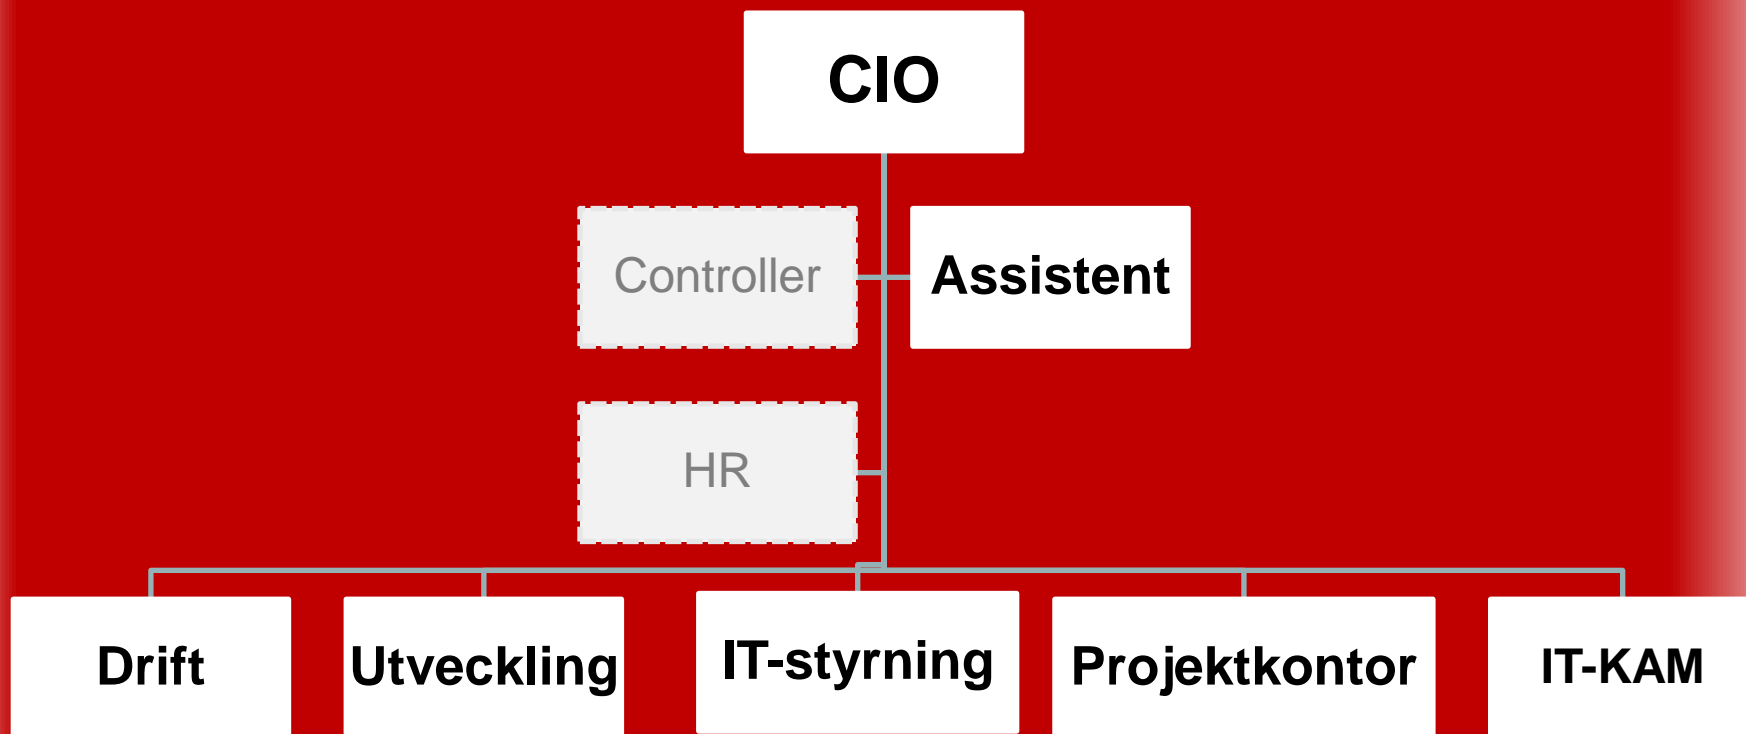 CIO
Controller
Assistent
HR
Drift
Utveckling
IT-styrning
Projektkontor
IT-KAM